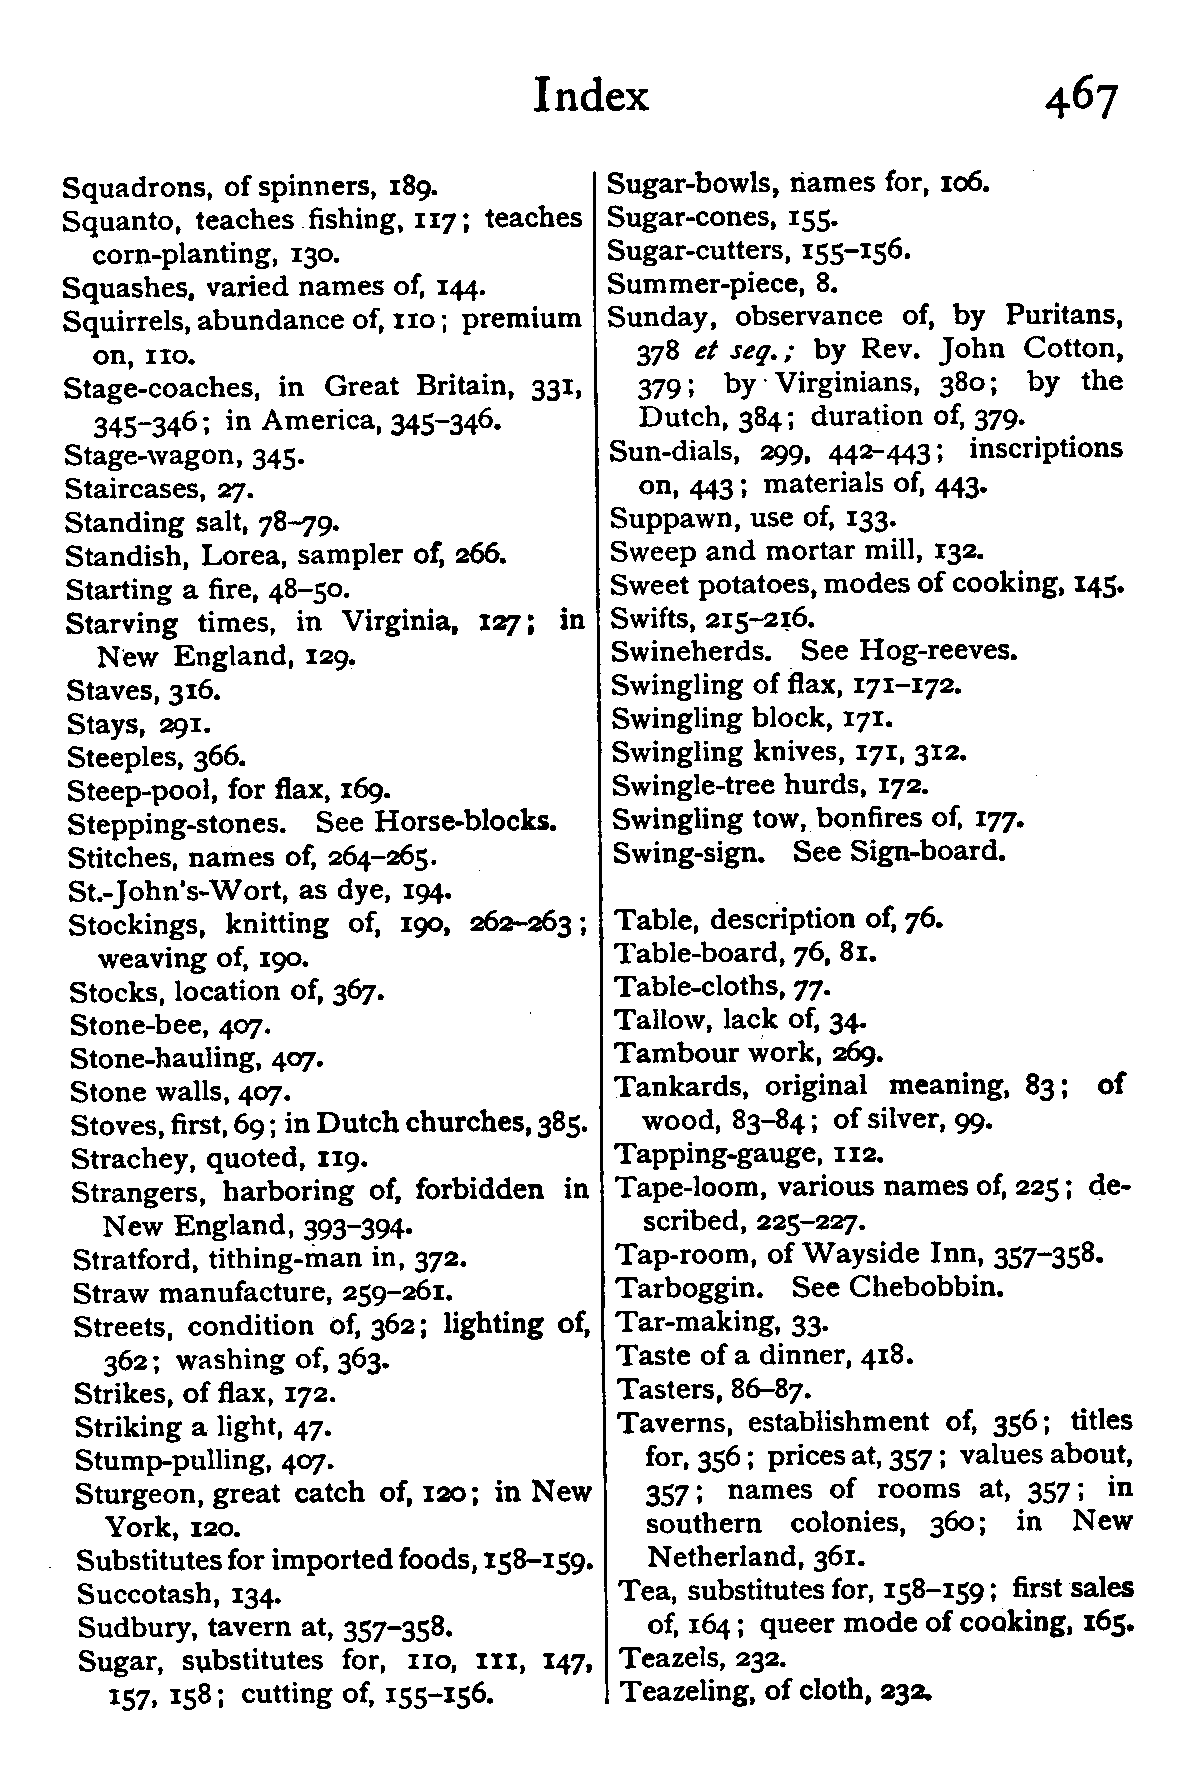 Index 467
Squadrons, of spinners, 189.
Squanto, teaches fishing, 117; teaches
corn-planting, 130.
Squashes, varied names of, 144.
Squirrels, abundance of, 110; premium
on, 110.
Stage-coaches, in Great Britain, 331,
345–346; in America, 345–346.
Stage-wagon, 345.
Staircases, 27.
Standing salt, 78–79.
Standish, Lorea, sampler of, 266.
Starting a fire, 48–50.
Starving times, in Virginia, 127; in
New England, 129.
Staves, 316.
Stays, 291.
Steeples, 366.
Steep-pool, for flax, 169.
Stepping-stones. See Horse-blocks.
Stitches, names of, 264–265.
St.-John's-Wort, as dye, 194.
Stockings, knitting of, 190, 262–263;
weaving of, 190.
Stocks, location of, 367.
Stone-bee, 407.
Stone-hauling, 407.
Stone walls, 407.
Stoves, first, 69; in Dutch churches, 385.
Strachey, quoted, 119.
Strangers, harboring of, forbidden in
New England, 393–394.
Stratford, tithing-man in, 372.
Straw manufacture, 259–261.
Streets, condition of, 362; lighting of,
362; washing of, 363.
Strikes, of flax, 172.
Striking a light, 47.
Stump-pulling, 407.
Sturgeon, great catch of, 120; in New
York, 120.
Substitutes for imported foods, 158–159.
Succotash, 134.
Sudbury, tavern at, 357–358.
Sugar, substitutes for, 110, 111, 147,
157, 158; cutting of, 155–156.
Sugar-bowls, names for, 106.
Sugar-cones, 155.
Sugar-cutters, 155–156.
Summer-piece, 8.
Sunday, observance of, by Puritans,
378 et seq.; by Rev. John Cotton,
379; by Virginians, 380; by the
Dutch, 384; duration of, 379.
Sun-dials, 299, 442–443; inscriptions
on, 443; materials of, 443.
Suppawn, use of, 133.
Sweep and mortar mill, 132.
Sweet potatoes, modes of cooking, 145.
Swifts, 215–216.
Swineherds. See Hog-reeves.
Swingling of flax, 171–172.
Swingling block, 171.
Swingling knives, 171, 312.
Swingle-tree hurds, 172.
Swingling tow, bonfires of, 177.
Swing-sign. See Sign-board.
Table, description of, 76.
Table-board, 76, 81.
Table-cloths, 77.
Tallow, lack of, 34.
Tambour work, 269.
Tankards, original meaning, 83; of
wood, 83–84; of silver, 99.
Tapping-gauge, 112.
Tape-loom, various names of, 225; de-
scribed, 225–227.
Tap-room, of Wayside Inn, 357–358.
Tarboggin. See Chebobbin.
Tar-making, 33.
Taste of a dinner, 418.
Tasters, 86–87.
Taverns, establishment of, 356; titles
for, 356; prices at, 357; values about,
357; names of rooms at, 357; in
southern colonies, 360; in New
Netherland, 361.
Tea, substitutes for, 158–159; first sales
of, 164; queer mode of cooking, 165.
Teazels, 232.
Teazeling, of cloth, 232.